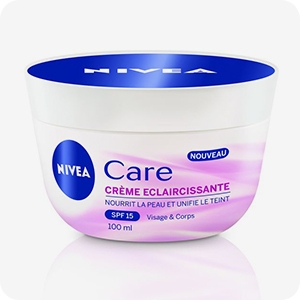 NIVEA
NOUVEAU
NIVEA
Care
CRÈME ECLAIRCISSANTE
NOURRIT LA PEAU ET UNIFIE LE TEINT
SPF 15 Visage & Corps
100 ml